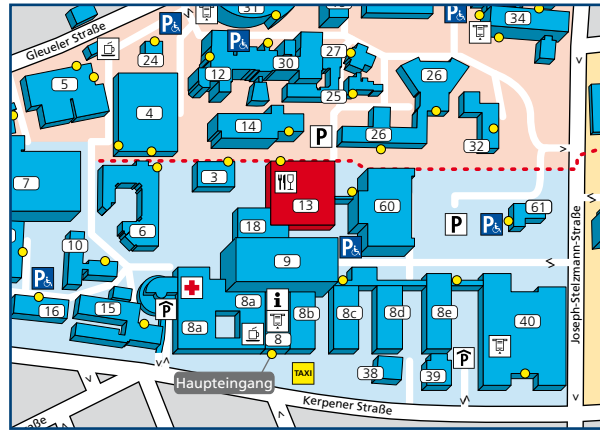 31
34
P
P
P
Gleueler Straße
24
27
12
30
26
5
25
4
14
P
26
32
3
7
13
60
61
18
P
P
6
P
10
9
P
8a
i
16
15
P
8a
8b
8c
8d
8e
40
8
P
Haupteingang
TAXI
38
39
Kerpener Straße
Joseph-Stelzmann-Straße
aße